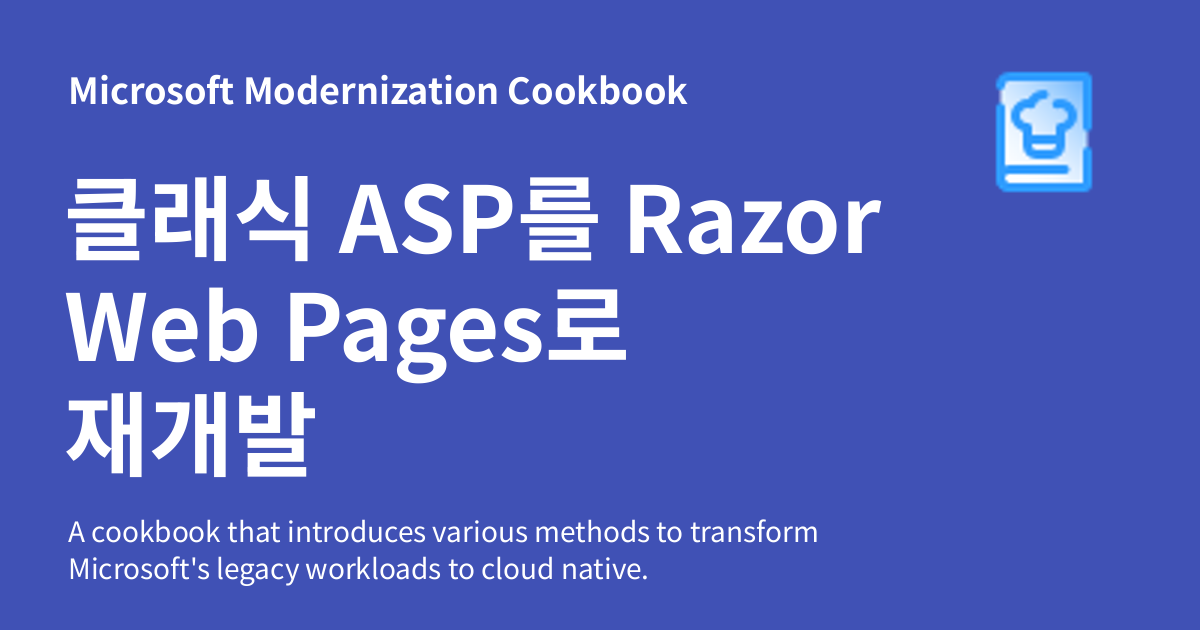 Microsoft Modernization Cookbook
클래식 ASP를 Razor
Web Pages로
재개발
A cookbook that introduces various methods to transform
Microsoft's legacy workloads to cloud native.